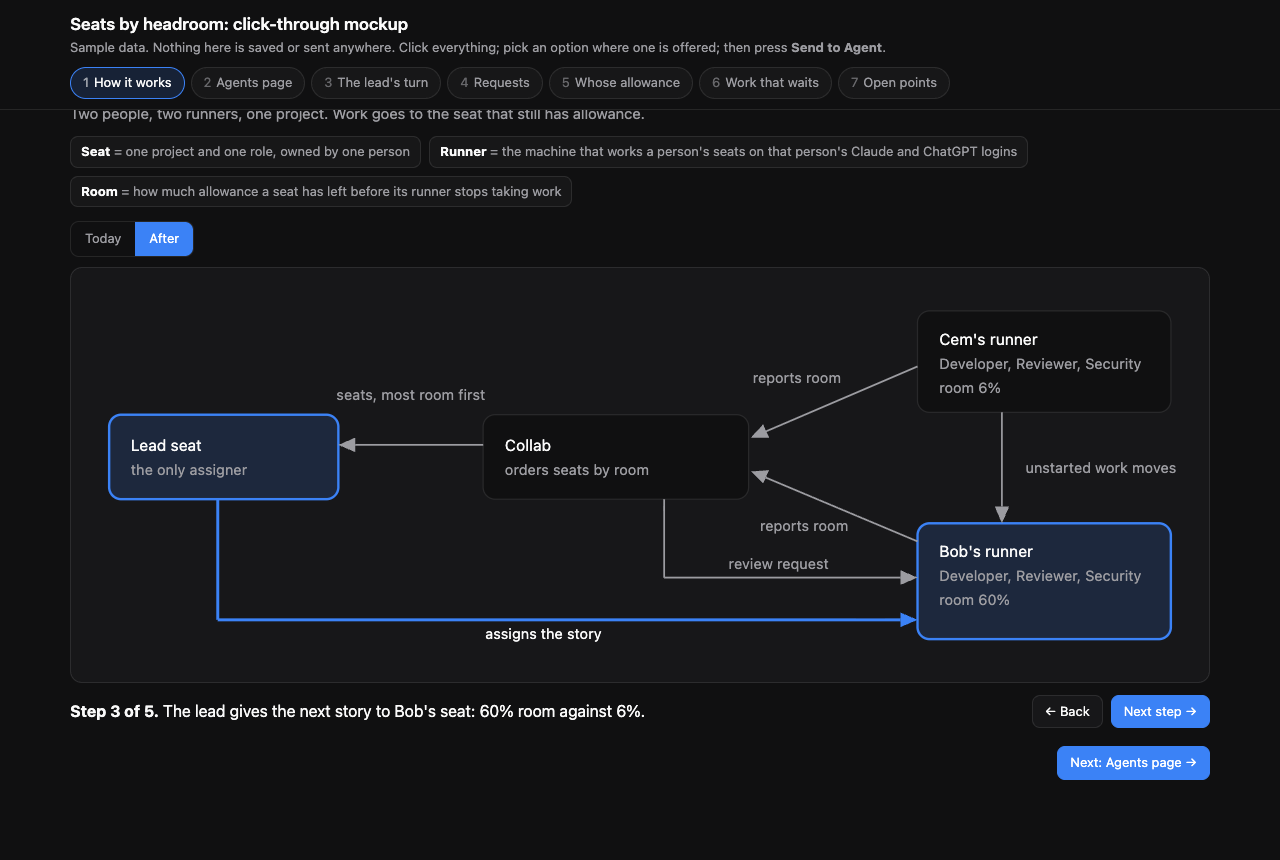 Seats by headroom: click-through mockup
Sample data. Nothing here is saved or sent anywhere. Click everything; pick an option where one is offered; then press Send to Agent.
1 How it works
2 Agents page
3 The lead's turn
4 Requests
5 Whose allowance
6 Work that waits
7 Open points
Two people, two runners, one project. Work goes to the seat that still has allowance.
Seat = one project and one role, owned by one person
Runner = the machine that works a person's seats on that person's Claude and ChatGPT logins
Room = how much allowance a seat has left before its runner stops taking work
Today
After
Cem's runner
Developer, Reviewer, Security
room 6%
reports room
seats, most room first
Lead seat
the only assigner
Collab
orders seats by room
unstarted work moves
reports room
review request
Bob's runner
Developer, Reviewer, Security
room 60%
assigns the story
Step 3 of 5. The lead gives the next story to Bob's seat: 60% room against 6%.
← Back
Next step →
Next: Agents page →